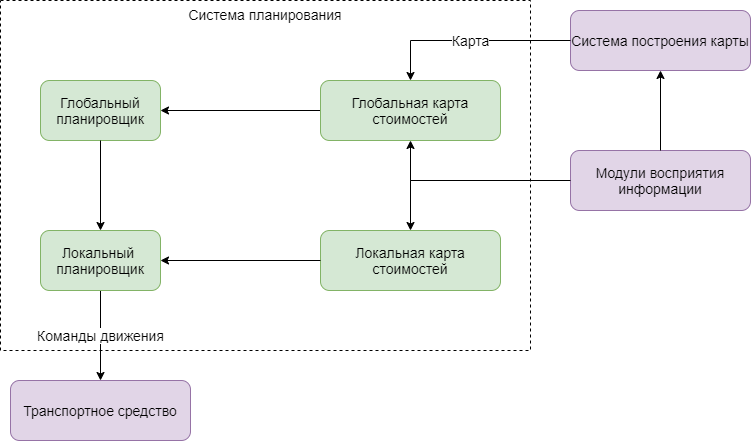 Система планирования
Карта
Система построения карты
Глобальный
планировщик
Глобальная карта
стоимостей
Модули восприятия
информации
Локальный
планировщик
Локальная карта
стоимостей
Команды движения
Транспортное средство